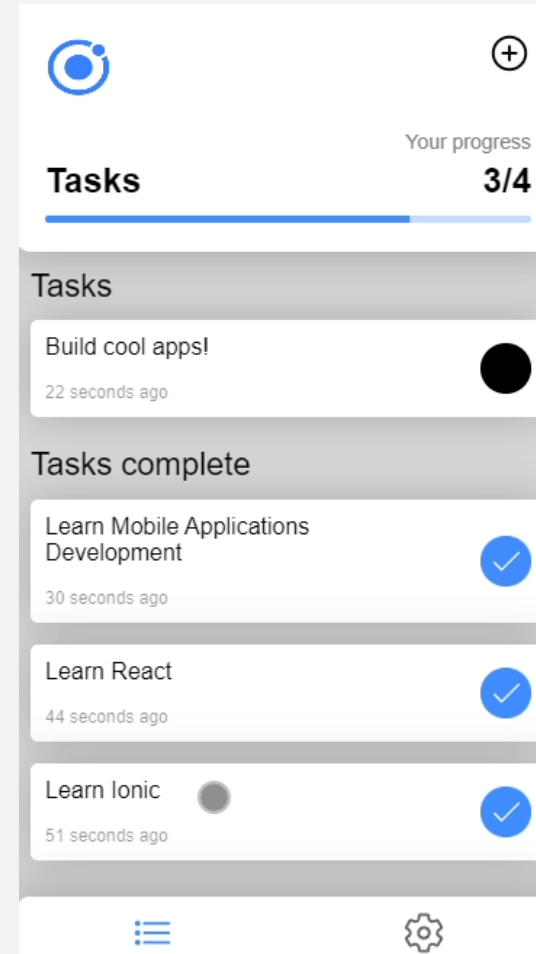 Your progress
Tasks 3/4
Tasks
Build cool apps!
22 seconds ago
Tasks complete
Learn Mobile Applications
Development
30 seconds ago
Learn React
44 seconds ago
Learn Ionic
51 seconds ago